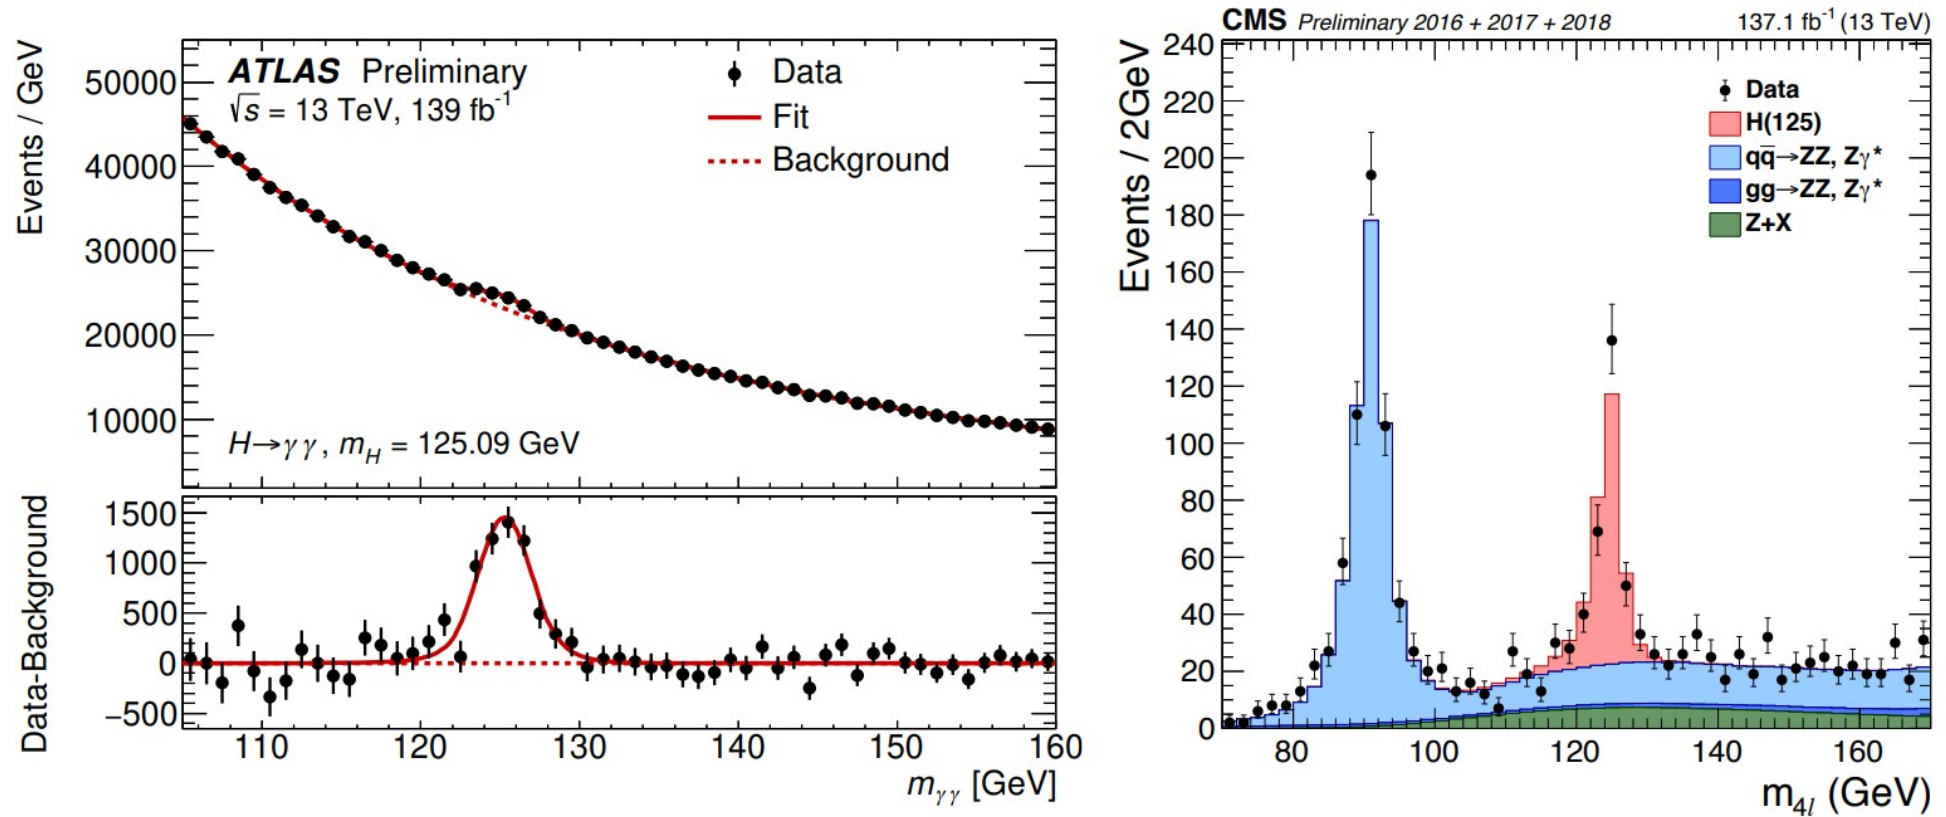 ATLAS Preliminary
√s = 13 TeV, 139 fb⁻¹
Data
Fit
Background
H→γγ, m_H = 125.09 GeV
Events / GeV
50000
40000
30000
20000
10000
Data-Background
1500
1000
500
0
−500
110 120 130 140 150 160
m_γγ [GeV]
CMS Preliminary 2016 + 2017 + 2018 137.1 fb⁻¹ (13 TeV)
Events / 2GeV
240
220
200
180
160
140
120
100
80
60
40
20
0
Data
H(125)
qq̅→ZZ, Zγ*
gg→ZZ, Zγ*
Z+X
80 100 120 140 160
m_4l (GeV)